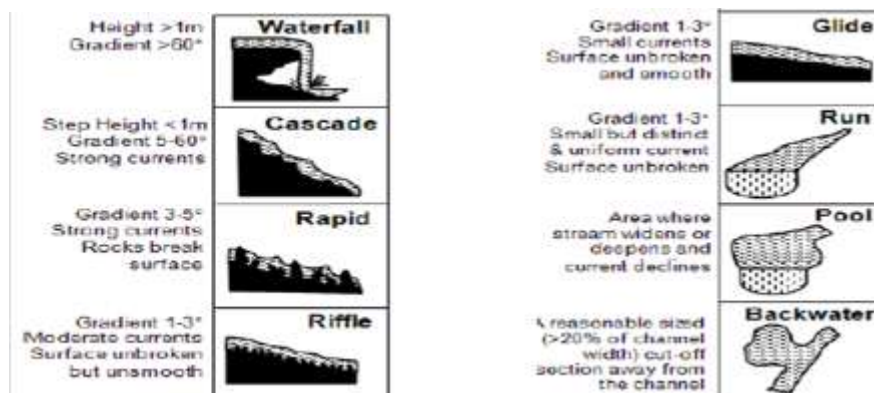 Height >1m
Gradient >60°
Waterfall
Step Height <1m
Gradient 5-60°
Strong currents
Cascade
Gradient 3-5°
Strong currents
Rocks break
surface
Rapid
Gradient 1-3°
Moderate currents
Surface unbroken
but unsmooth
Riffle
Gradient 1-3°
Small currents
Surface unbroken
and smooth
Glide
Gradient 1-3°
Small but distinct
& uniform current
Surface unbroken
Run
Area where
stream widens or
deepens and
current declines
Pool
A reasonable sized
(>20% of channel
width) cut-off
section away from
the channel
Backwater